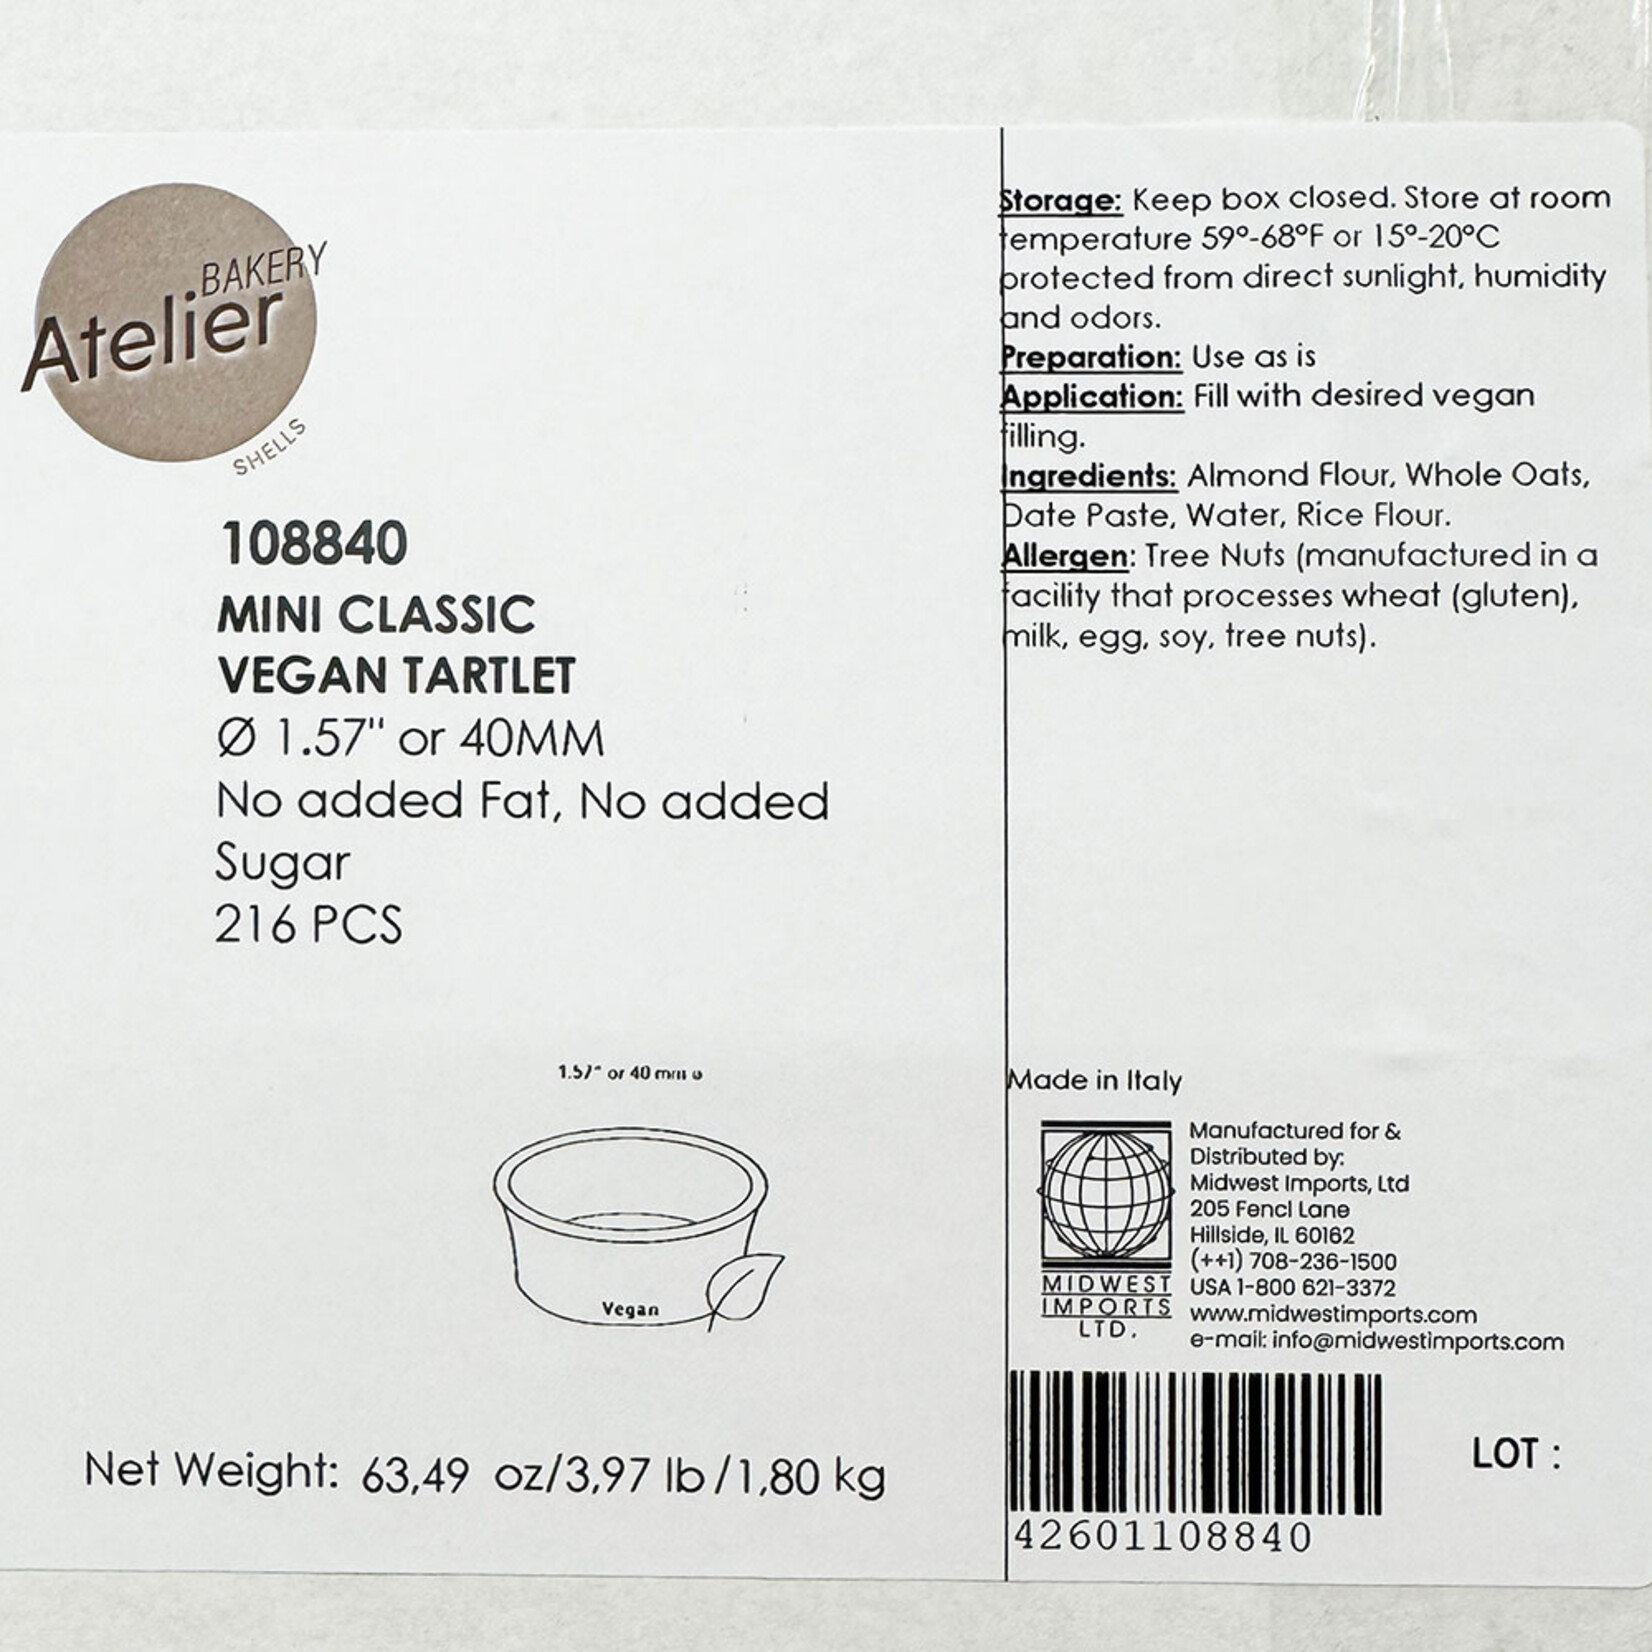 BAKERY
Atelier
SHELLS
108840
MINI CLASSIC
VEGAN TARTLET
Ø 1.57" or 40MM
No added Fat, No added
Sugar
216 PCS
1.57" or 40 mm ø
Vegan
Net Weight: 63,49 oz/3,97 lb/1,80 kg
Storage: Keep box closed. Store at room
temperature 59°-68°F or 15°-20°C
protected from direct sunlight, humidity
and odors.
Preparation: Use as is
Application: Fill with desired vegan
filling.
Ingredients: Almond Flour, Whole Oats,
Date Paste, Water, Rice Flour.
Allergen: Tree Nuts (manufactured in a
facility that processes wheat (gluten),
milk, egg, soy, tree nuts).
Made in Italy
MIDWEST
IMPORTS
LTD.
Manufactured for &
Distributed by:
Midwest Imports, Ltd
205 Fencl Lane
Hillside, IL 60162
(++1) 708-236-1500
USA 1-800 621-3372
www.midwestimports.com
e-mail: info@midwestimports.com
42601108840
LOT :